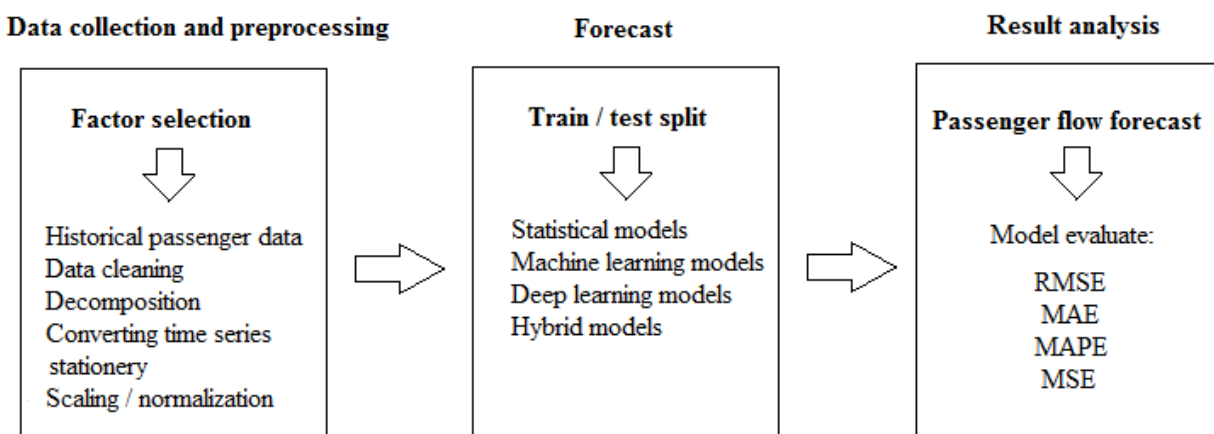 Data collection and preprocessing
Factor selection
Historical passenger data
Data cleaning
Decomposition
Converting time series
stationery
Scaling / normalization
Forecast
Train / test split
Statistical models
Machine learning models
Deep learning models
Hybrid models
Result analysis
Passenger flow forecast
Model evaluate:
RMSE
MAE
MAPE
MSE